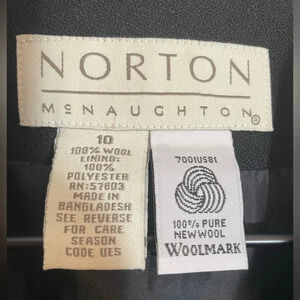 NORTON
McNAUGHTON®
10
100% WOOL
LINING:
100%
POLYESTER
RN:57603
MADE IN
BANGLADESH
SEE REVERSE
FOR CARE
SEASON
CODE UES
7001U581
100% PURE
NEW WOOL
WOOLMARK